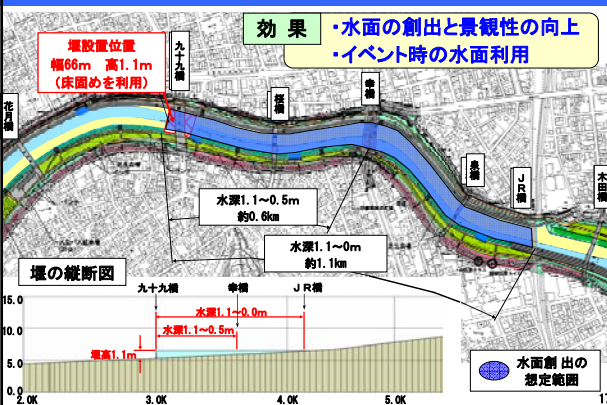 効 果
・水面の創出と景観性の向上
・イベント時の水面利用
堰設置位置
幅66m 高1.1m
(床固めを利用)
花月橋
九十九橋
桜橋
幸橋
泉橋
JR橋
木田橋
水深1.1～0.5m
約0.6km
水深1.1～0m
約1.1km
堰の縦断図
九十九橋 幸橋 JR橋
水深1.1～0.0m
水深1.1～0.5m
堰高1.1m
15.0
10.0
5.0
0.0
2.0K 3.0K 4.0K 5.0K
水面創出の
想定範囲
17